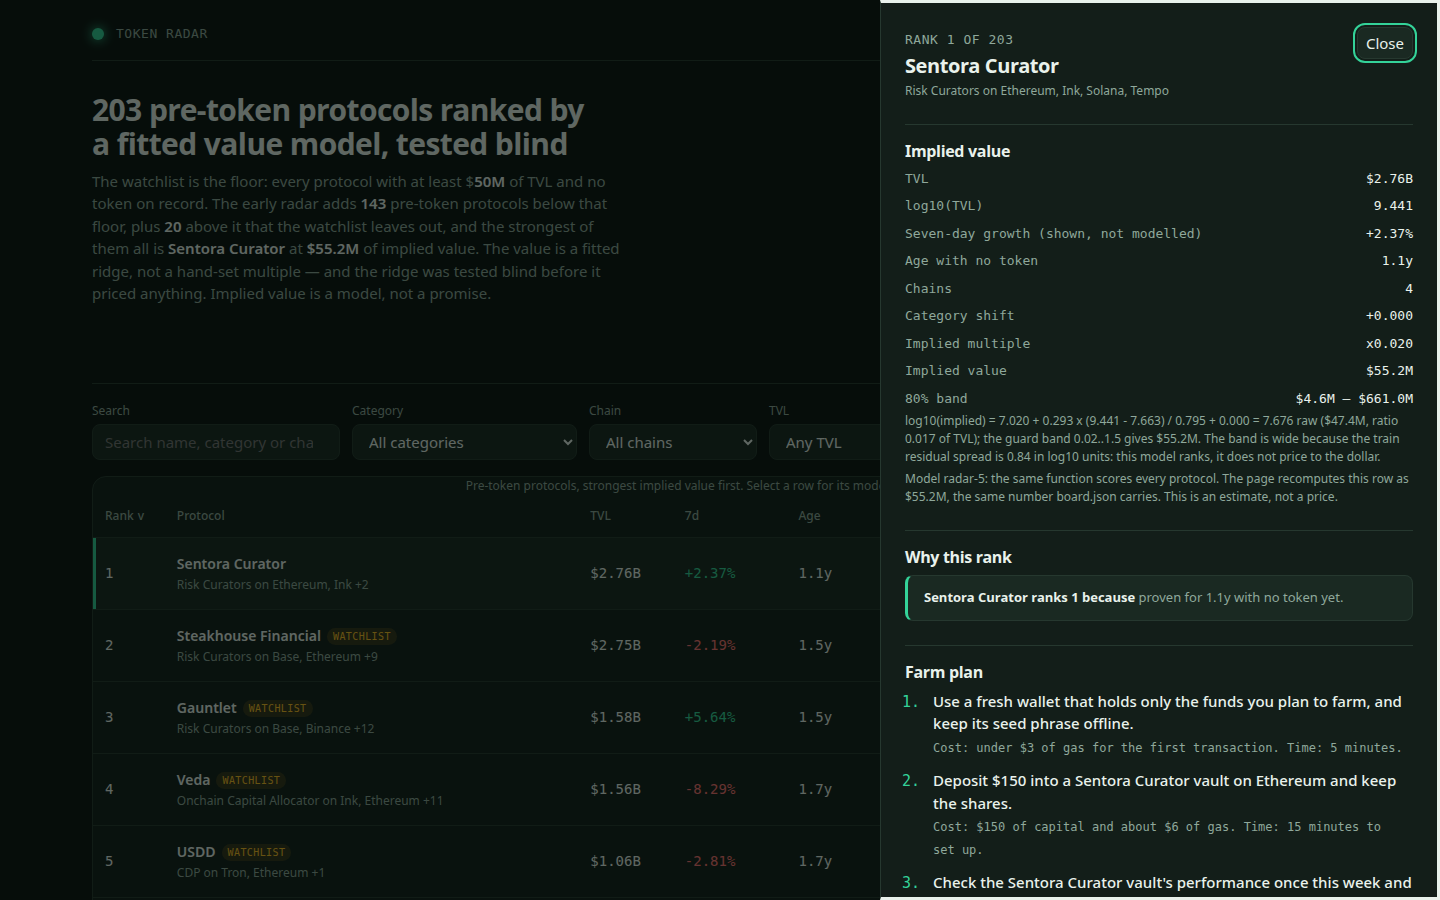 TOKEN RADAR
203 pre-token protocols ranked by
a fitted value model, tested blind
The watchlist is the floor: every protocol with at least $50M of TVL and no
token on record. The early radar adds 143 pre-token protocols below that
floor, plus 20 above it that the watchlist leaves out, and the strongest of
them all is Sentora Curator at $55.2M of implied value. The value is a fitted
ridge, not a hand-set multiple — and the ridge was tested blind before it
priced anything. Implied value is a model, not a promise.
Search
Category
Chain
TVL
Search name, category or cha
All categories
All chains
Any TVL
Pre-token protocols, strongest implied value first. Select a row for its mod
Rank v
Protocol
TVL
7d
Age
1
Sentora Curator
Risk Curators on Ethereum, Ink +2
$2.76B
+2.37%
1.1y
2
Steakhouse Financial WATCHLIST
Risk Curators on Base, Ethereum +9
$2.75B
-2.19%
1.5y
3
Gauntlet WATCHLIST
Risk Curators on Base, Binance +12
$1.58B
+5.64%
1.5y
4
Veda WATCHLIST
Onchain Capital Allocator on Ink, Ethereum +11
$1.56B
-8.29%
1.7y
5
USDD WATCHLIST
CDP on Tron, Ethereum +1
$1.06B
-2.81%
1.7y
RANK 1 OF 203
Close
Sentora Curator
Risk Curators on Ethereum, Ink, Solana, Tempo
Implied value
TVL $2.76B
log10(TVL) 9.441
Seven-day growth (shown, not modelled) +2.37%
Age with no token 1.1y
Chains 4
Category shift +0.000
Implied multiple x0.020
Implied value $55.2M
80% band $4.6M — $661.0M
log10(implied) = 7.020 + 0.293 x (9.441 - 7.663) / 0.795 + 0.000 = 7.676 raw ($47.4M, ratio
0.017 of TVL); the guard band 0.02..1.5 gives $55.2M. The band is wide because the train
residual spread is 0.84 in log10 units: this model ranks, it does not price to the dollar.
Model radar-5: the same function scores every protocol. The page recomputes this row as
$55.2M, the same number board.json carries. This is an estimate, not a price.
Why this rank
Sentora Curator ranks 1 because proven for 1.1y with no token yet.
Farm plan
1. Use a fresh wallet that holds only the funds you plan to farm, and
keep its seed phrase offline.
Cost: under $3 of gas for the first transaction. Time: 5 minutes.
2. Deposit $150 into a Sentora Curator vault on Ethereum and keep
the shares.
Cost: $150 of capital and about $6 of gas. Time: 15 minutes to
set up.
3. Check the Sentora Curator vault's performance once this week and